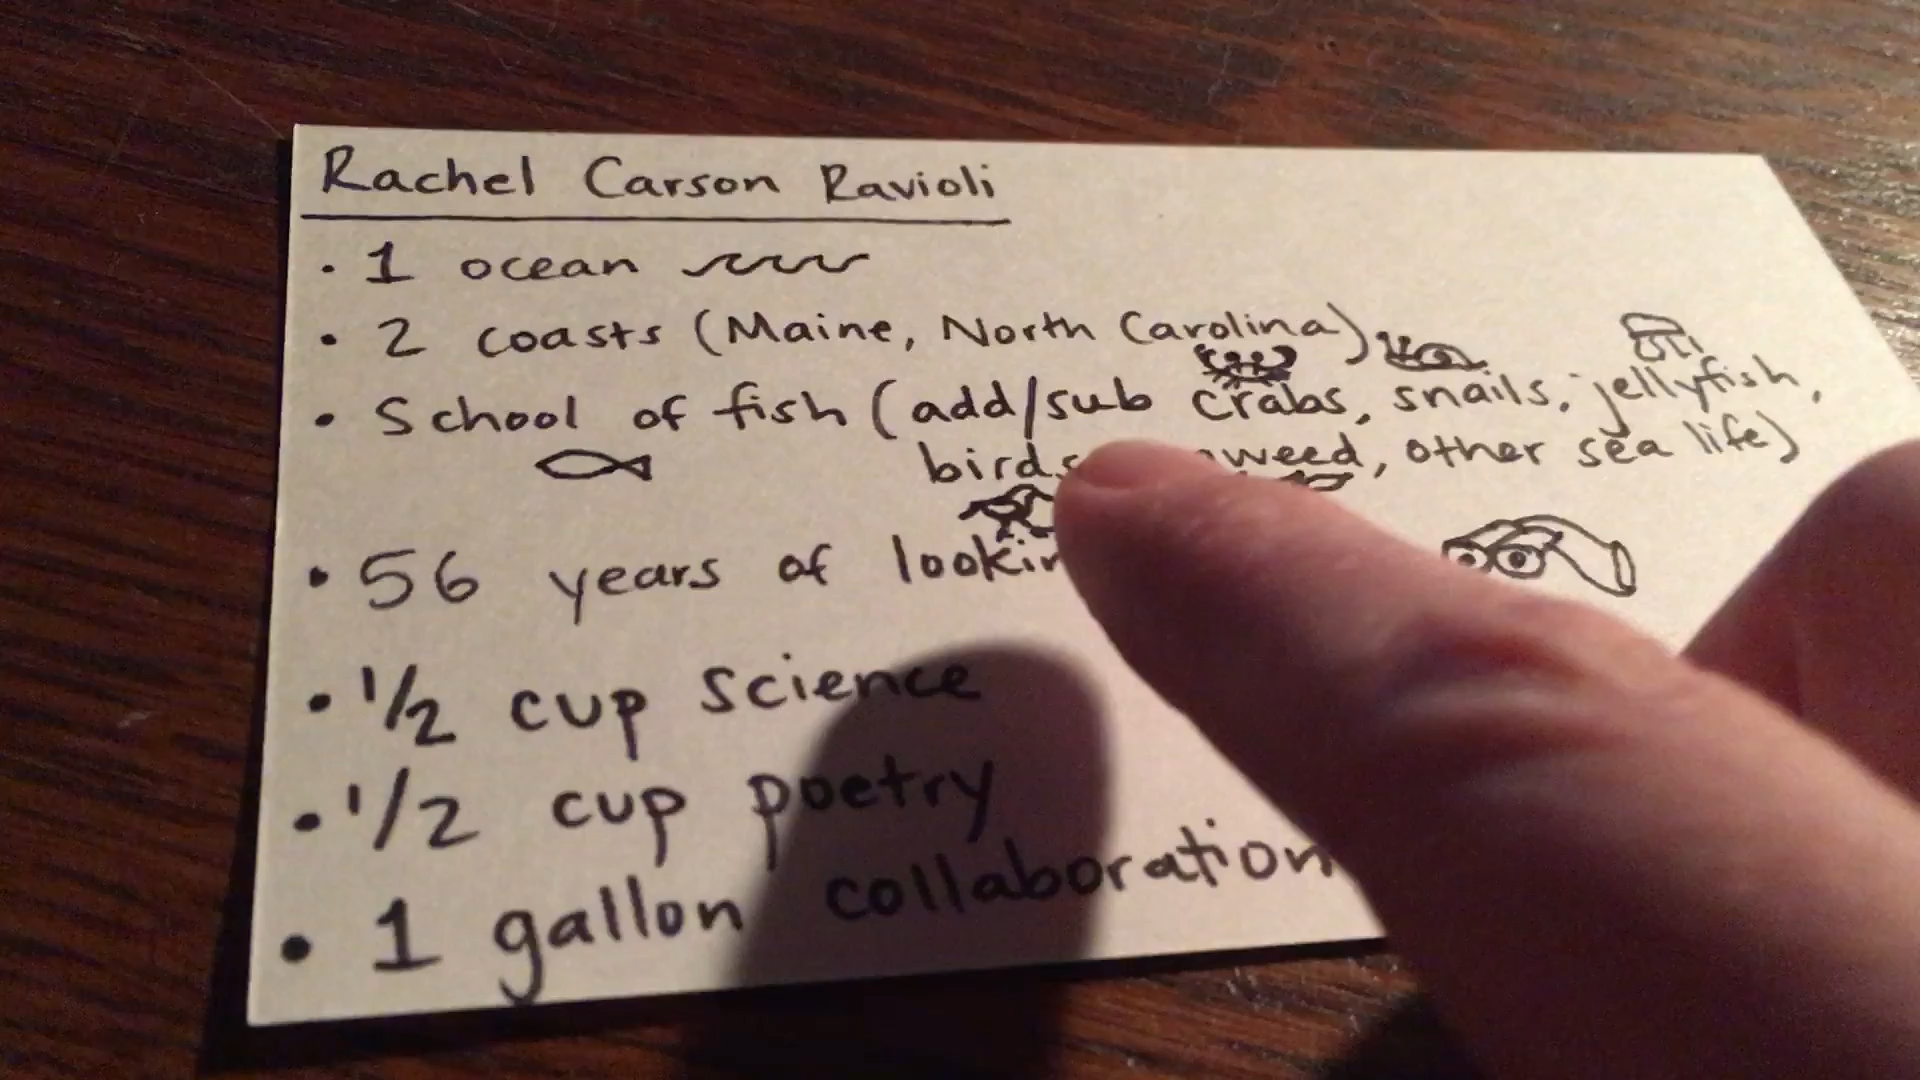 Rachel Carson Ravioli
• 1 ocean
• 2 coasts (Maine, North Carolina)
• School of fish (add/sub crabs, snails, jellyfish,
birds, other sea life)
• 56 years of
• 1/2 cup science
• 1/2 cup poetry
• 1 gallon collaboration